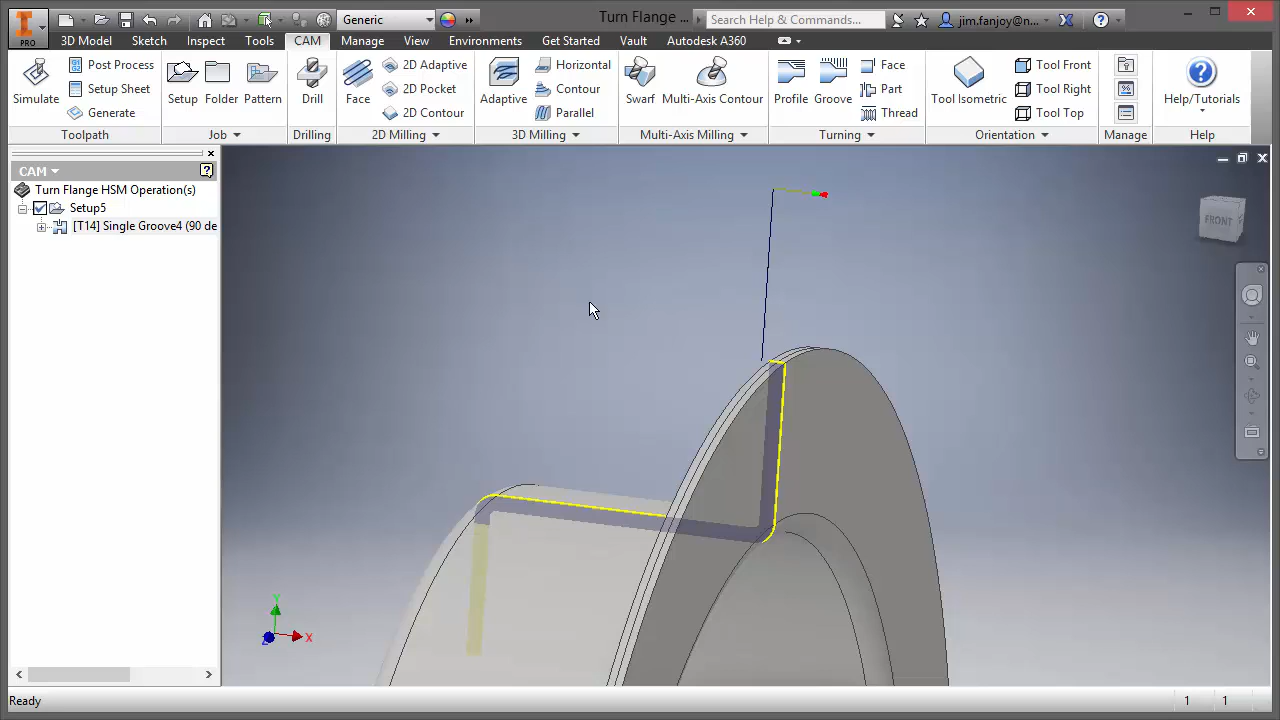 Generic
Turn Flange ...
Search Help & Commands...
jim.fanjoy@n...
PRO
3D Model
Sketch
Inspect
Tools
CAM
Manage
View
Environments
Get Started
Vault
Autodesk A360
Simulate
Post Process
Setup Sheet
Generate
Toolpath
Setup
Folder
Pattern
Job
Drill
Drilling
Face
2D Adaptive
2D Pocket
2D Contour
2D Milling
Adaptive
Horizontal
Contour
Parallel
3D Milling
Swarf
Multi-Axis Contour
Multi-Axis Milling
Profile
Groove
Face
Part
Thread
Turning
Tool Isometric
Tool Front
Tool Right
Tool Top
Orientation
Manage
Help/Tutorials
Help
CAM
Turn Flange HSM Operation(s)
Setup5
[T14] Single Groove4 (90 de
FRONT
Y
X
Z
Ready
1 1